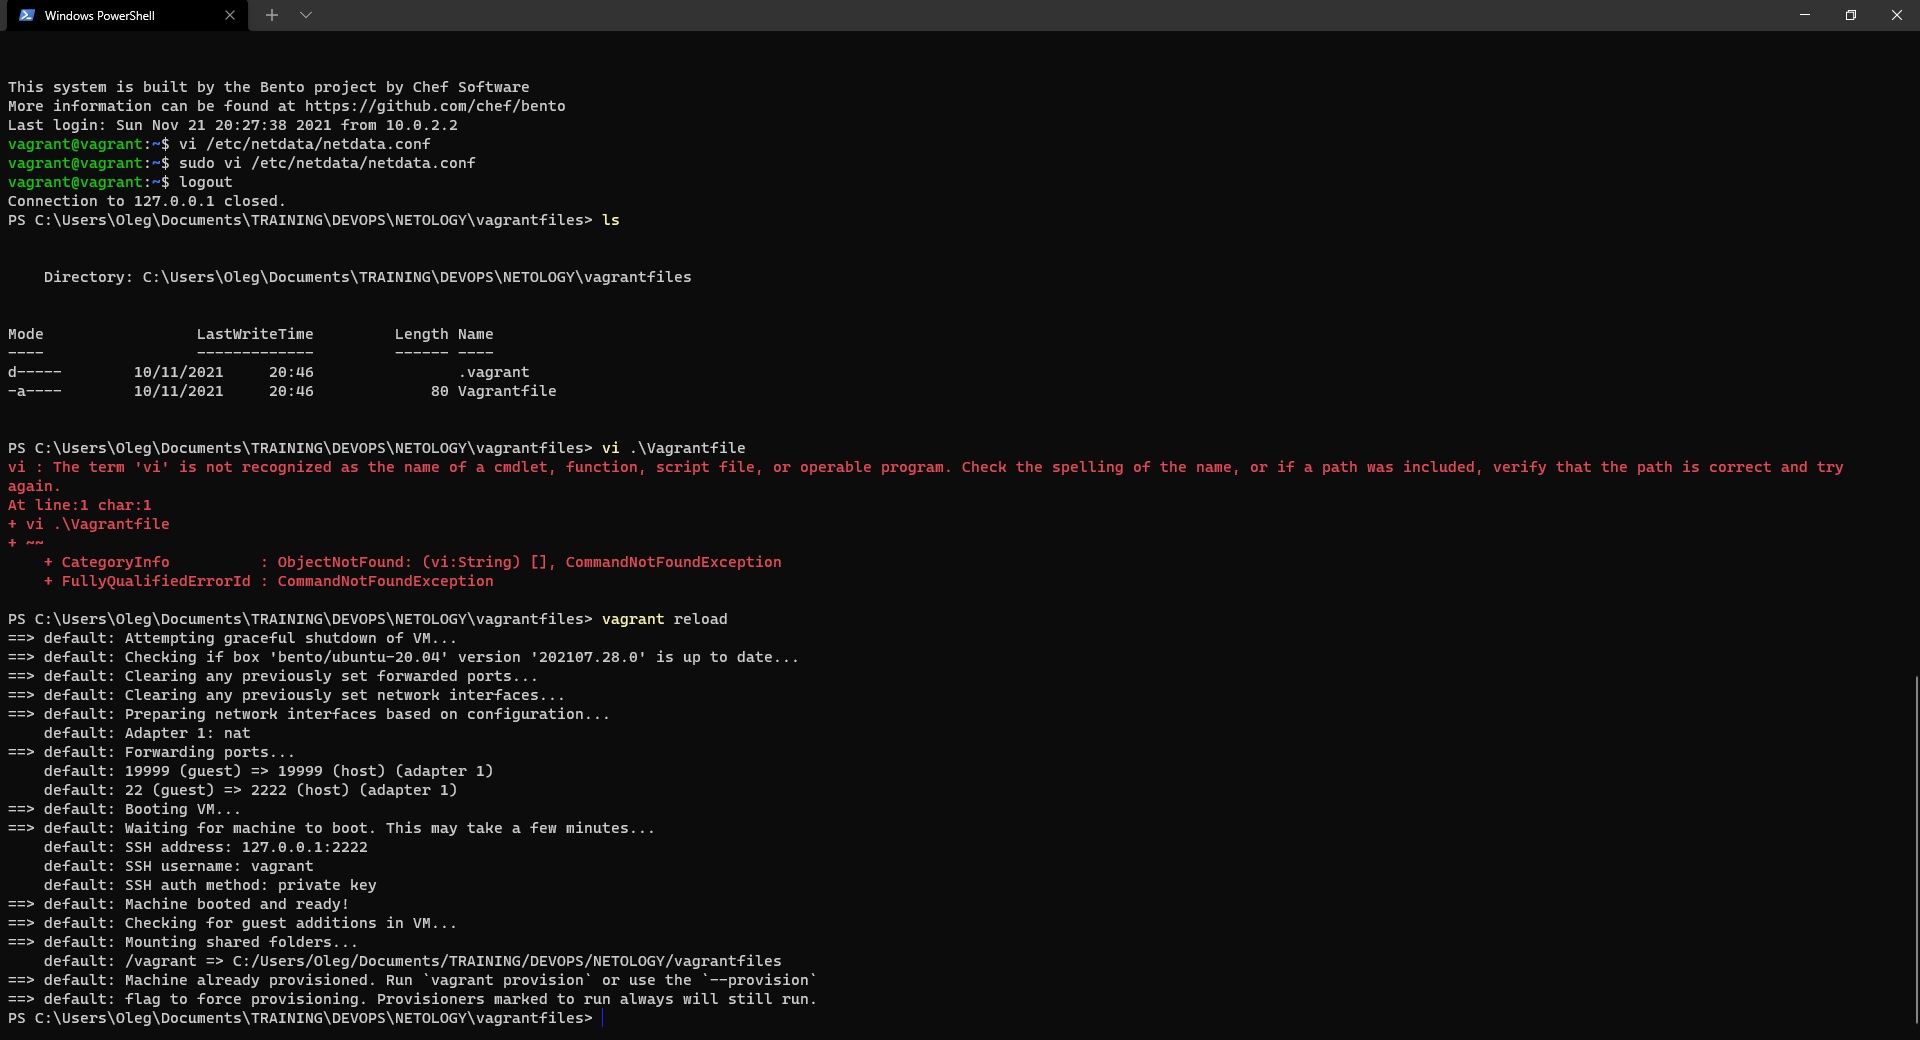 Windows PowerShell
This system is built by the Bento project by Chef Software
More information can be found at https://github.com/chef/bento
Last login: Sun Nov 21 20:27:38 2021 from 10.0.2.2
vagrant@vagrant:~$ vi /etc/netdata/netdata.conf
vagrant@vagrant:~$ sudo vi /etc/netdata/netdata.conf
vagrant@vagrant:~$ logout
Connection to 127.0.0.1 closed.
PS C:\Users\Oleg\Documents\TRAINING\DEVOPS\NETOLOGY\vagrantfiles> ls
    Directory: C:\Users\Oleg\Documents\TRAINING\DEVOPS\NETOLOGY\vagrantfiles
Mode                 LastWriteTime         Length Name
----                 -------------         ------ ----
d-----        10/11/2021     20:46                .vagrant
-a----        10/11/2021     20:46             80 Vagrantfile
PS C:\Users\Oleg\Documents\TRAINING\DEVOPS\NETOLOGY\vagrantfiles> vi .\Vagrantfile
vi : The term 'vi' is not recognized as the name of a cmdlet, function, script file, or operable program. Check the spelling of the name, or if a path was included, verify that the path is correct and try
again.
At line:1 char:1
+ vi .\Vagrantfile
+ ~~
    + CategoryInfo          : ObjectNotFound: (vi:String) [], CommandNotFoundException
    + FullyQualifiedErrorId : CommandNotFoundException
PS C:\Users\Oleg\Documents\TRAINING\DEVOPS\NETOLOGY\vagrantfiles> vagrant reload
==> default: Attempting graceful shutdown of VM...
==> default: Checking if box 'bento/ubuntu-20.04' version '202107.28.0' is up to date...
==> default: Clearing any previously set forwarded ports...
==> default: Clearing any previously set network interfaces...
==> default: Preparing network interfaces based on configuration...
    default: Adapter 1: nat
==> default: Forwarding ports...
    default: 19999 (guest) => 19999 (host) (adapter 1)
    default: 22 (guest) => 2222 (host) (adapter 1)
==> default: Booting VM...
==> default: Waiting for machine to boot. This may take a few minutes...
    default: SSH address: 127.0.0.1:2222
    default: SSH username: vagrant
    default: SSH auth method: private key
==> default: Machine booted and ready!
==> default: Checking for guest additions in VM...
==> default: Mounting shared folders...
    default: /vagrant => C:/Users/Oleg/Documents/TRAINING/DEVOPS/NETOLOGY/vagrantfiles
==> default: Machine already provisioned. Run `vagrant provision` or use the `--provision`
==> default: flag to force provisioning. Provisioners marked to run always will still run.
PS C:\Users\Oleg\Documents\TRAINING\DEVOPS\NETOLOGY\vagrantfiles>